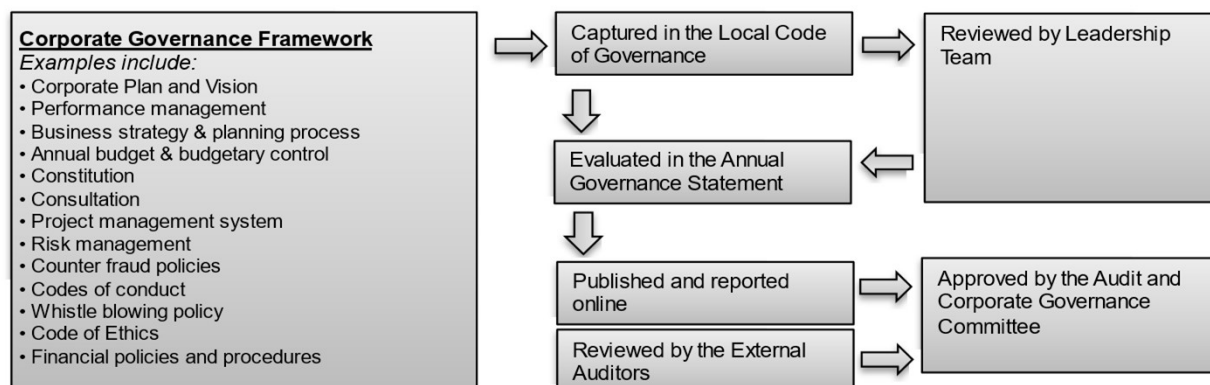 Corporate Governance Framework
Examples include:
• Corporate Plan and Vision
• Performance management
• Business strategy & planning process
• Annual budget & budgetary control
• Constitution
• Consultation
• Project management system
• Risk management
• Counter fraud policies
• Codes of conduct
• Whistle blowing policy
• Code of Ethics
• Financial policies and procedures
Captured in the Local Code
of Governance
Reviewed by Leadership
Team
Evaluated in the Annual
Governance Statement
Published and reported
online
Approved by the Audit and
Corporate Governance
Committee
Reviewed by the External
Auditors